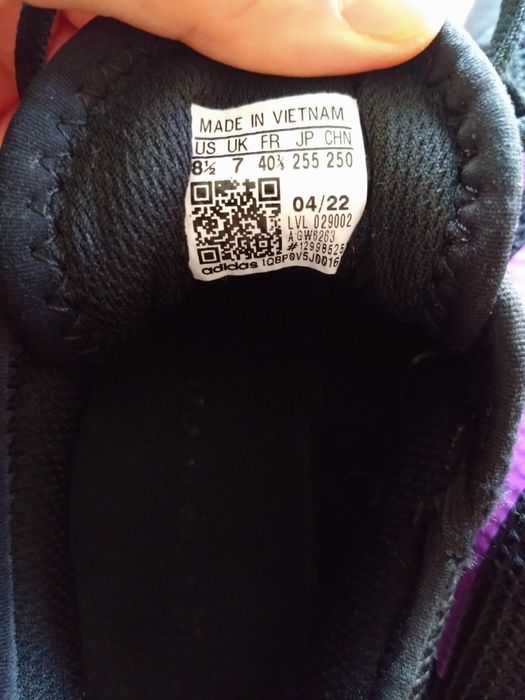 MADE IN VIETNAM
US UK FR JP CHN
8½ 7 40⅔ 255 250
04/22
LVL 029002
A GW6263
#12998525
adidas 1QBP0V5J0016